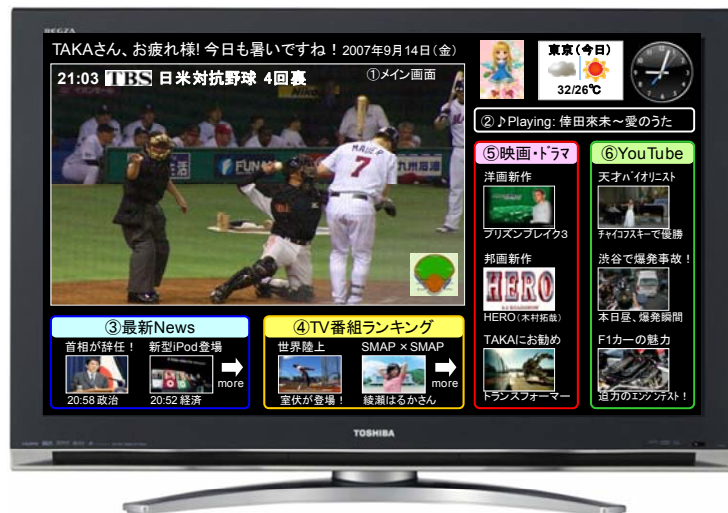 REGZA
TAKAさん、お疲れ様! 今日も暑いですね！2007年9月14日(金)
21:03 TBS 日米対抗野球 4回裏
①メイン画面
Nikon
FUN
九州産
MAUER
7
東京(今日)
32/26℃
②♪Playing: 倖田來未〜愛のうた
③最新News
首相が辞任！
20:58 政治
新型iPod登場
20:52 経済
more
④TV番組ランキング
世界陸上
室伏が登場！
SMAP×SMAP
綾瀬はるかさん
more
⑤映画・ドラマ
洋画新作
プリズンブレイク3
邦画新作
HERO
HERO(木村拓哉)
TAKAにお勧め
トランスフォーマー
⑥YouTube
天才バイオリニスト
チャイコフスキーで優勝
渋谷で爆発事故！
本日昼、爆発瞬間
F1カーの魅力
迫力のエンジンテスト！
TOSHIBA